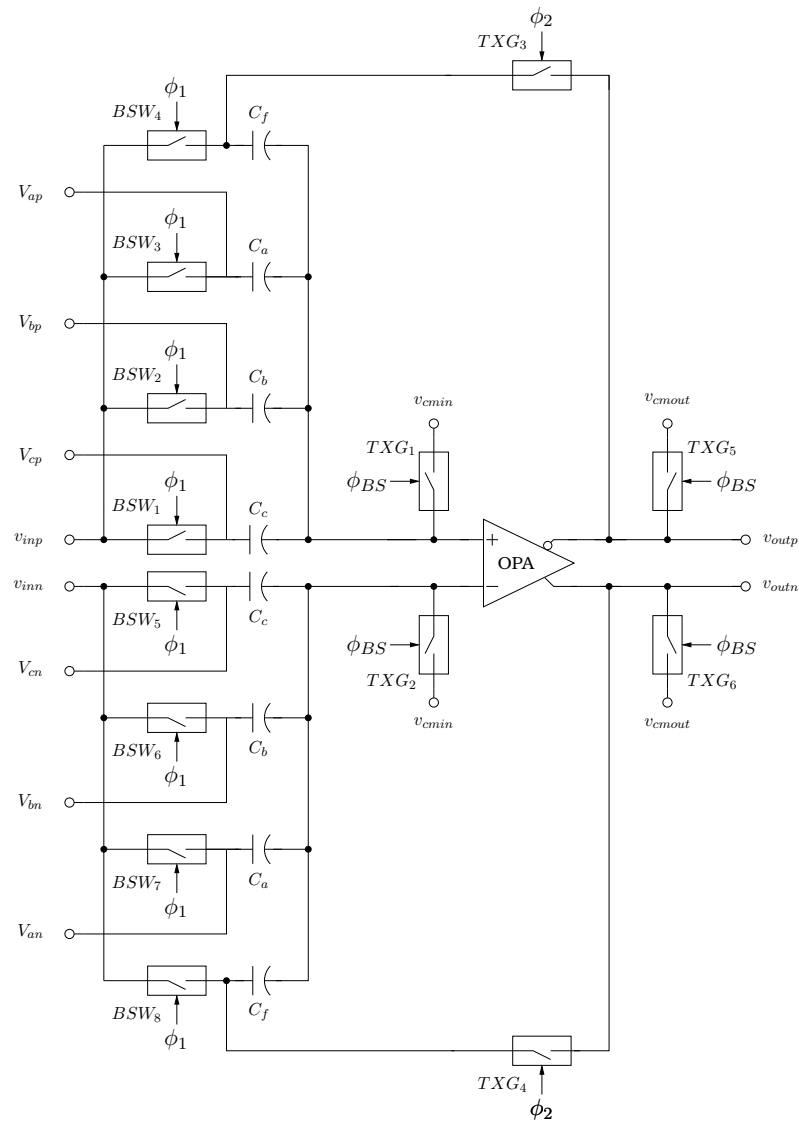 ϕ2
TXG3
ϕ1
BSW4
Cf
Vap
ϕ1
BSW3
Ca
Vbp
ϕ1
BSW2
Cb
vcmin
vcmout
Vcp
TXG1
TXG5
ϕ1
ϕBS
ϕBS
BSW1
Cc
vinp
+
voutp
OPA
vinn
−
voutn
BSW5
Cc
ϕ1
ϕBS
ϕBS
Vcn
TXG2
TXG6
vcmin
vcmout
BSW6
Cb
ϕ1
Vbn
BSW7
Ca
ϕ1
Van
BSW8
Cf
ϕ1
TXG4
ϕ2